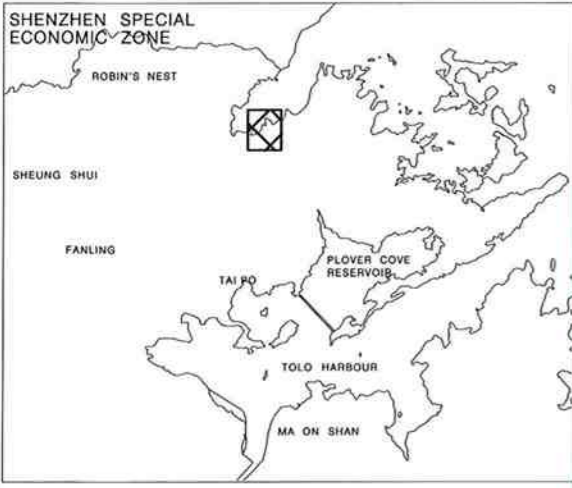 SHENZHEN SPECIAL
ECONOMIC ZONE
ROBIN'S NEST
SHEUNG SHUI
FANLING
PLOVER COVE
RESERVOIR
TAI PO
TOLO HARBOUR
MA ON SHAN